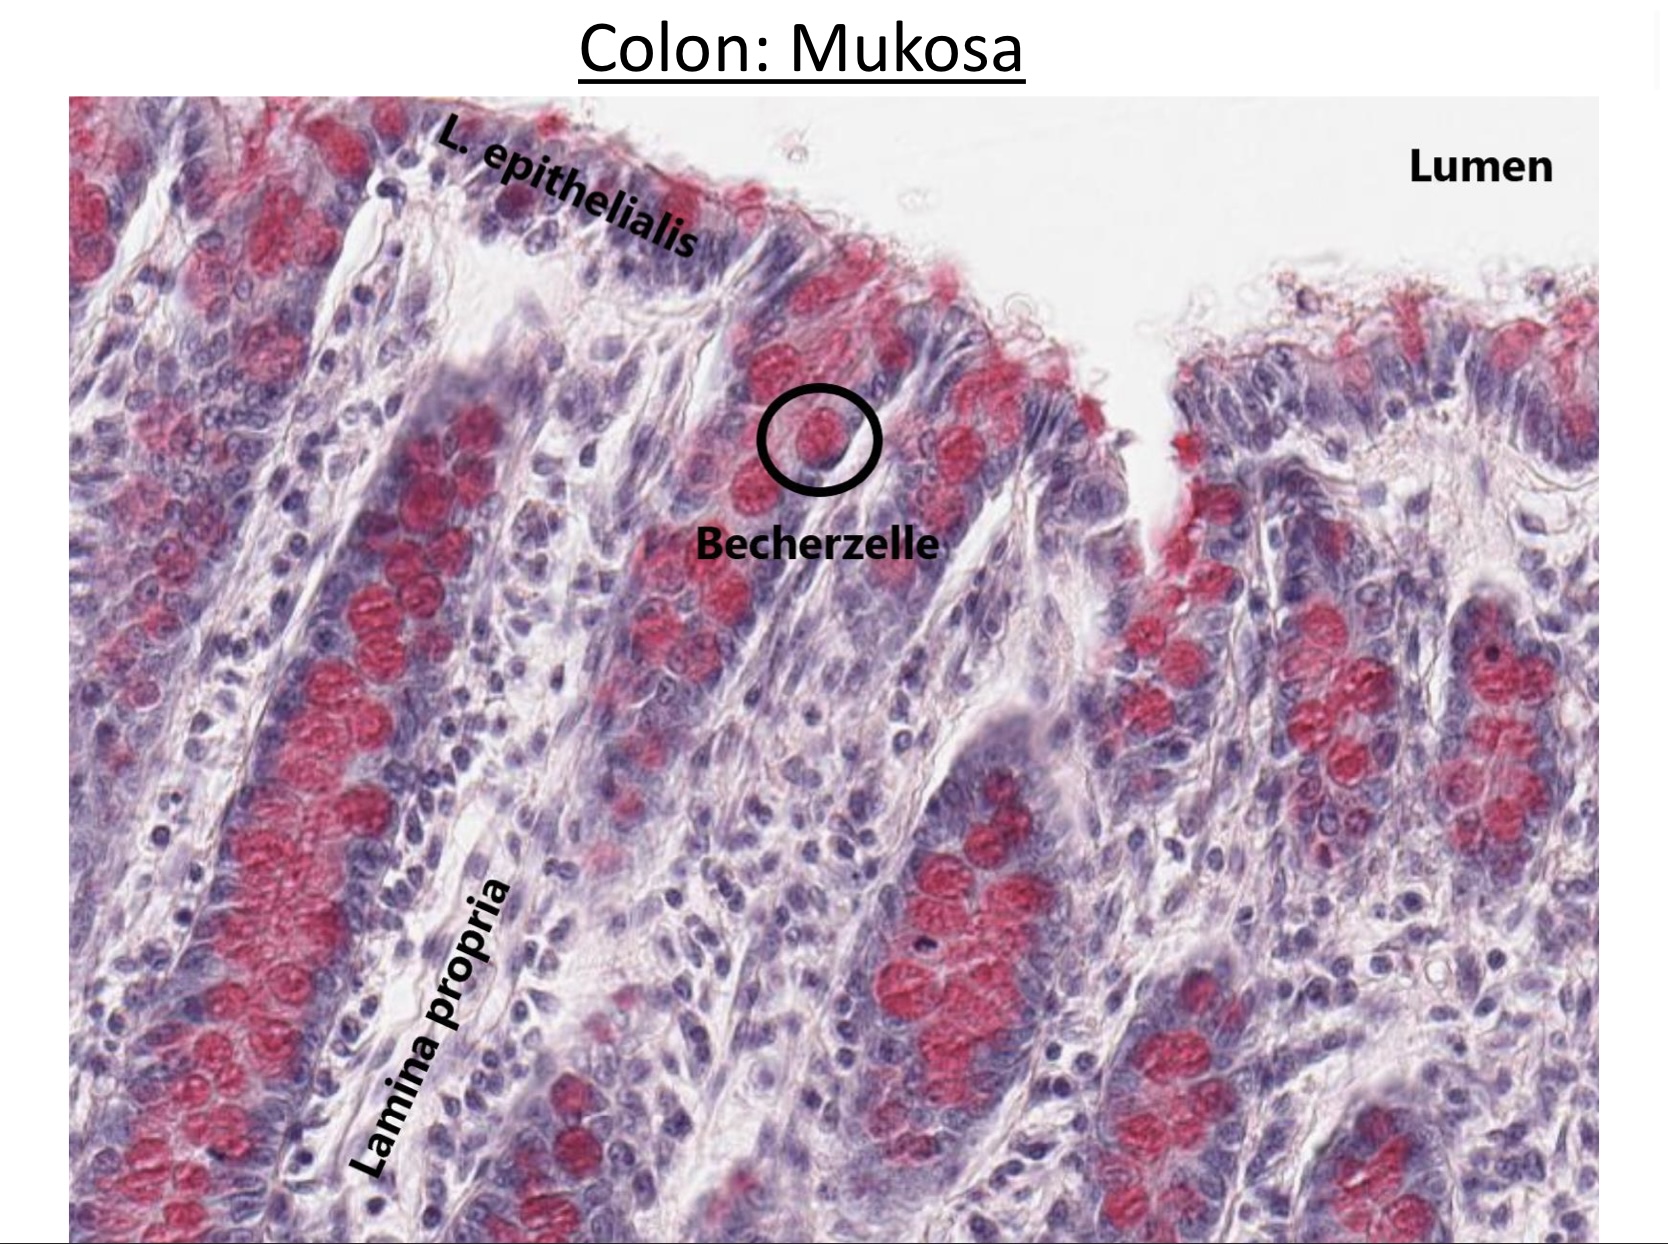 Colon: Mukosa
L. epithelialis
Lumen
Becherzelle
Lamina propria